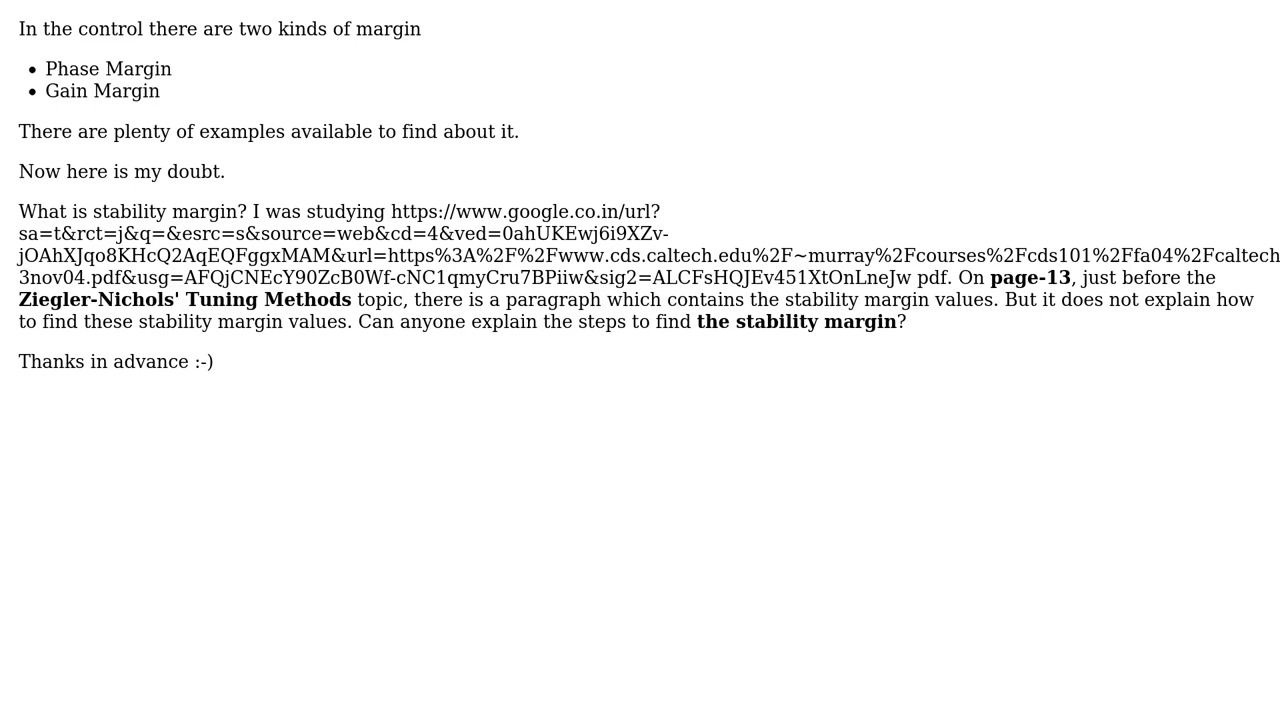 In the control there are two kinds of margin
• Phase Margin
• Gain Margin
There are plenty of examples available to find about it.
Now here is my doubt.
What is stability margin? I was studying https://www.google.co.in/url?
sa=t&rct=j&q=&esrc=s&source=web&cd=4&ved=0ahUKEwj6i9XZv-
jOAhXJqo8KHcQ2AqEQFggxMAM&url=https%3A%2F%2Fwww.cds.caltech.edu%2F~murray%2Fcourses%2Fcds101%2Ffa04%2Fcaltech
3nov04.pdf&usg=AFQjCNEcY90ZcB0Wf-cNC1qmyCru7BPiiw&sig2=ALCFsHQJEv451XtOnLneJw pdf. On page-13, just before the
Ziegler-Nichols' Tuning Methods topic, there is a paragraph which contains the stability margin values. But it does not explain how
to find these stability margin values. Can anyone explain the steps to find the stability margin?
Thanks in advance :-)